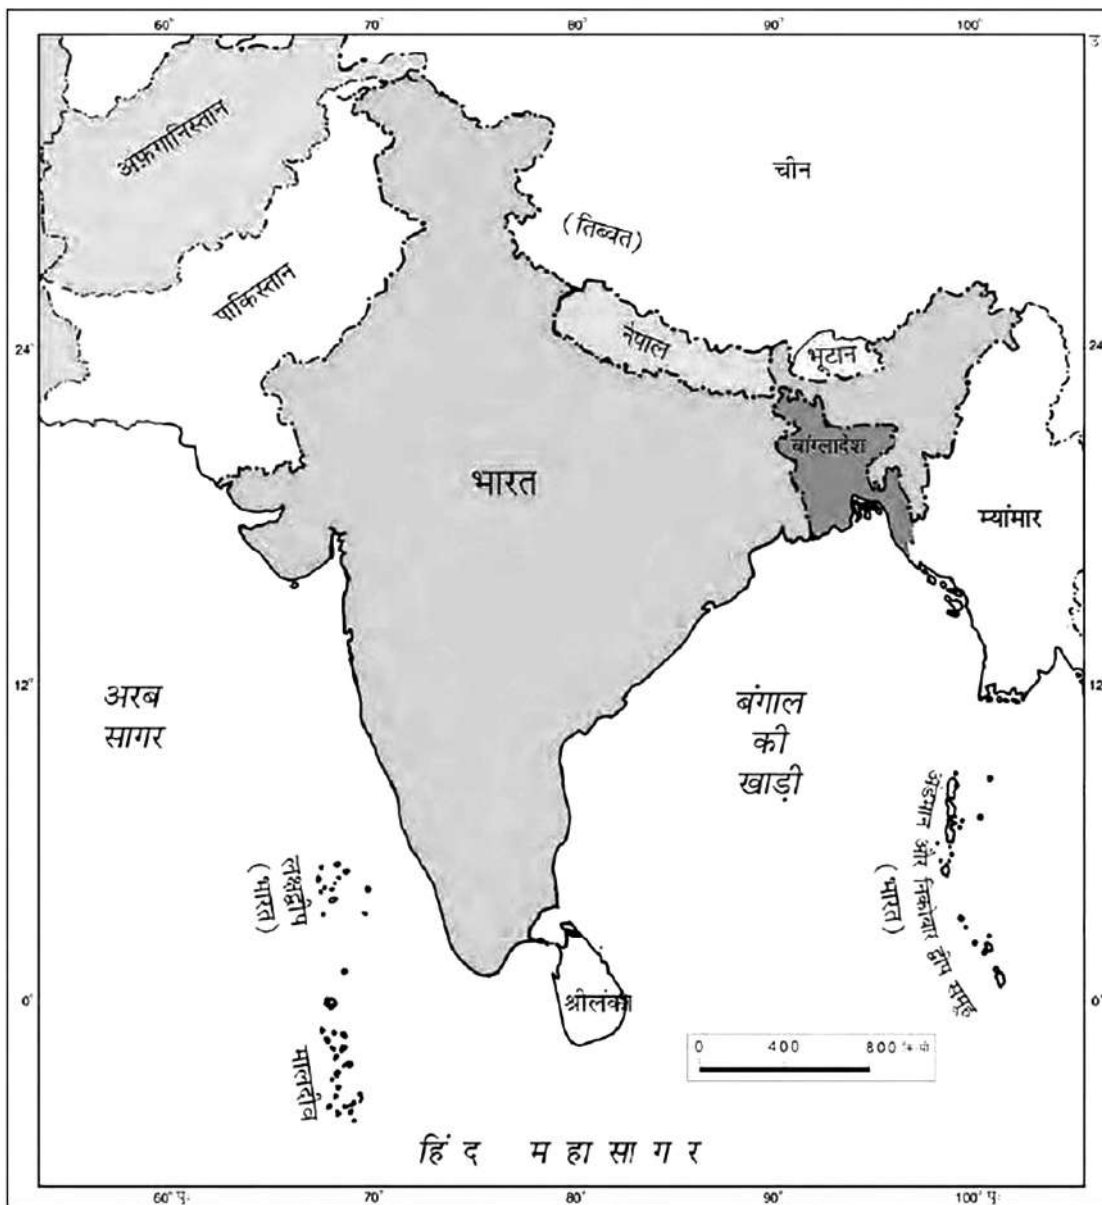 60° 70° 80° 90° 100°
अफ़गानिस्तान
चीन
(तिब्बत)
पाकिस्तान
24° नेपाल भूटान 24
बांग्लादेश
भारत
म्यांमार
12° 12
अरब
सागर
बंगाल
की
खाड़ी
अंडमान और निकोबार द्वीप समूह
(भारत)
लक्षद्वीप
(भारत)
0° श्रीलंका 0
0 400 800 कि.मी
मालदीव
हिंद महासागर
60° पू. 70° 80° 90° 100° पू.